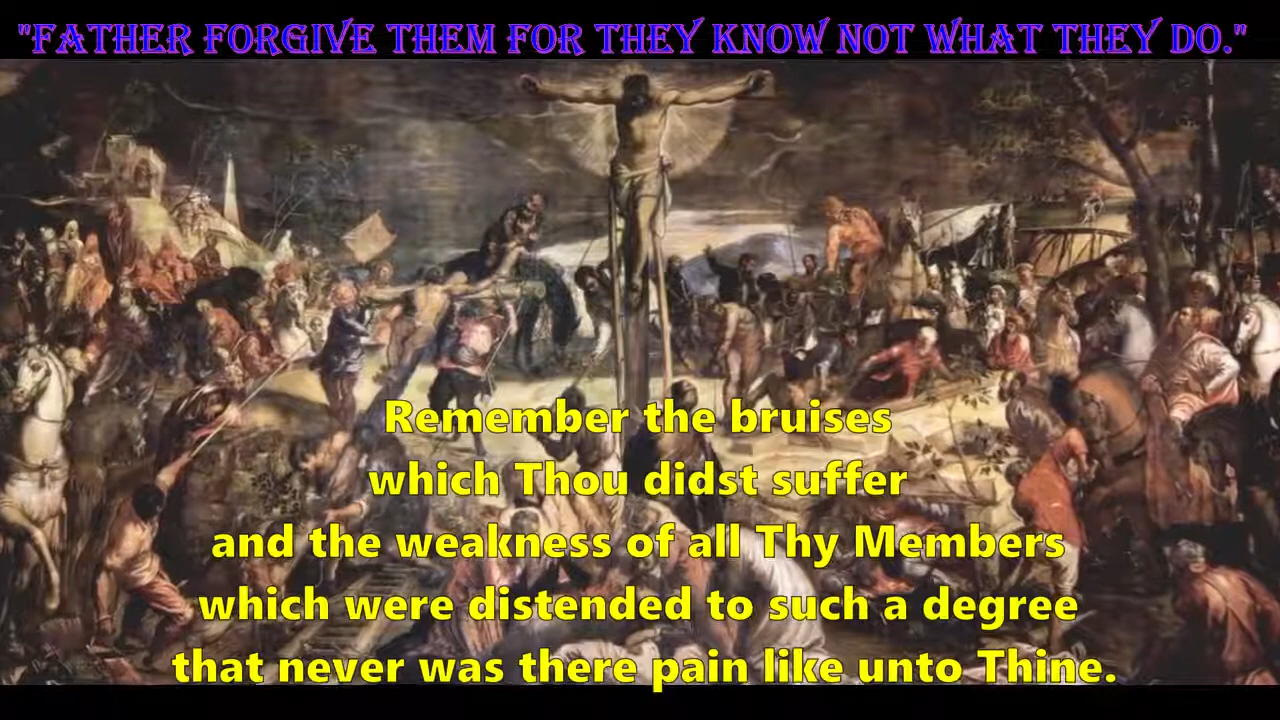 "FATHER FORGIVE THEM FOR THEY KNOW NOT WHAT THEY DO."
Remember the bruises
which Thou didst suffer
and the weakness of all Thy Members
which were distended to such a degree
that never was there pain like unto Thine.